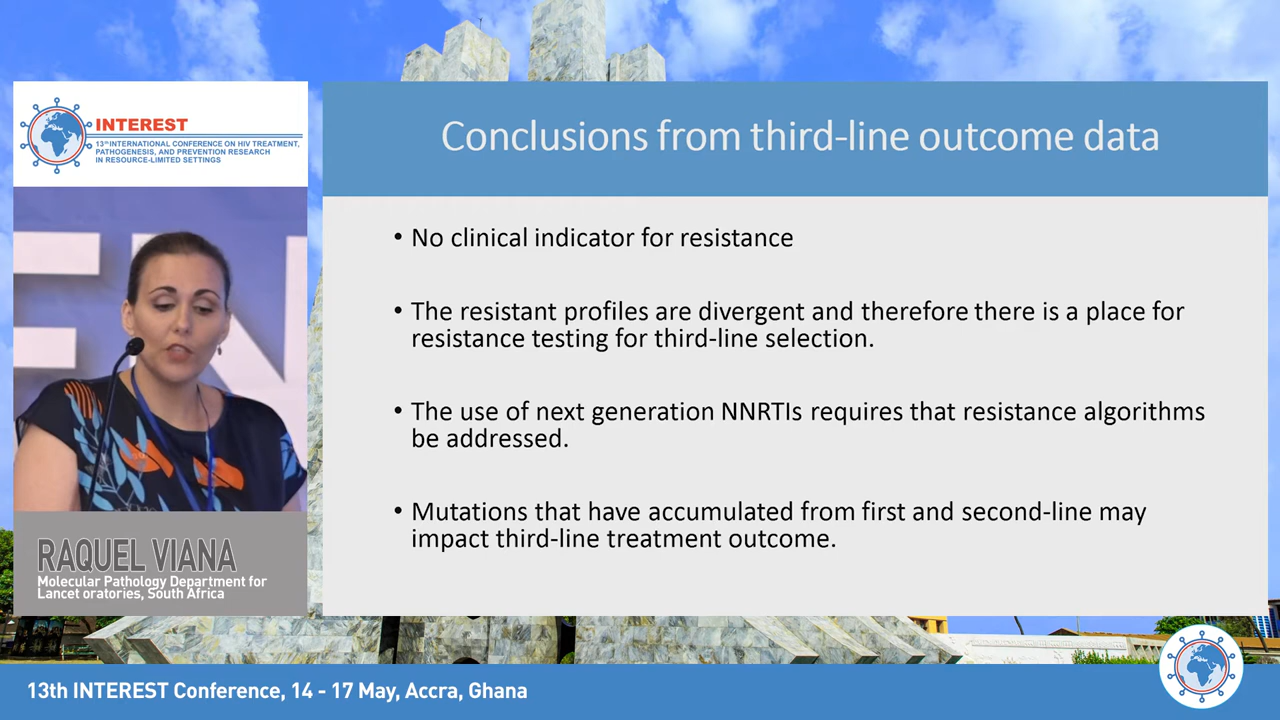 INTEREST
13th INTERNATIONAL CONFERENCE ON HIV TREATMENT,
PATHOGENESIS, AND PREVENTION RESEARCH
IN RESOURCE-LIMITED SETTINGS
EN
RAQUEL VIANA
Molecular Pathology Department for
Lancet oratories, South Africa
Conclusions from third-line outcome data
• No clinical indicator for resistance
• The resistant profiles are divergent and therefore there is a place for
resistance testing for third-line selection.
• The use of next generation NNRTIs requires that resistance algorithms
be addressed.
• Mutations that have accumulated from first and second-line may
impact third-line treatment outcome.
13th INTEREST Conference, 14 - 17 May, Accra, Ghana